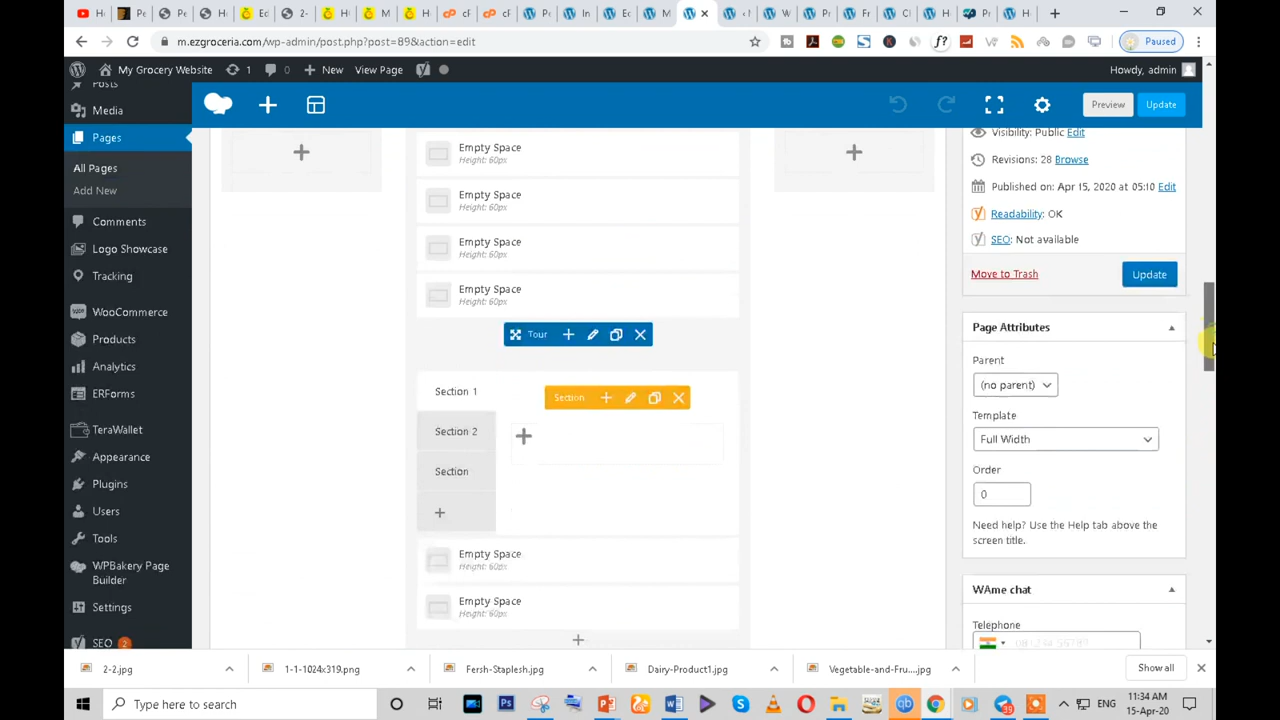 m.ezgroceria.com/wp-admin/post.php?post=89&action=edit
Paused
My Grocery Website
1
0
New
View Page
Howdy, admin
Posts
Media
Pages
All Pages
Add New
Comments
Logo Showcase
Tracking
WooCommerce
Products
Analytics
ERForms
TeraWallet
Appearance
Plugins
Users
Tools
WPBakery Page
Builder
Settings
SEO 2
Preview
Update
Empty Space
Height: 60px
Empty Space
Height: 60px
Empty Space
Height: 60px
Empty Space
Height: 60px
Tour
Section 1
Section
Section 2
Section
Empty Space
Height: 60px
Empty Space
Height: 60px
Visibility: Public Edit
Revisions: 28 Browse
Published on: Apr 15, 2020 at 05:10 Edit
Readability: OK
SEO: Not available
Move to Trash
Update
Page Attributes
Parent
(no parent)
Template
Full Width
Order
0
Need help? Use the Help tab above the
screen title.
WAme chat
Telephone
2-2.jpg
1-1-1024x319.png
Fersh-Staplesh.jpg
Dairy-Product1.jpg
Vegetable-and-Fru....jpg
Show all
Type here to search
ENG
11:34 AM
15-Apr-20